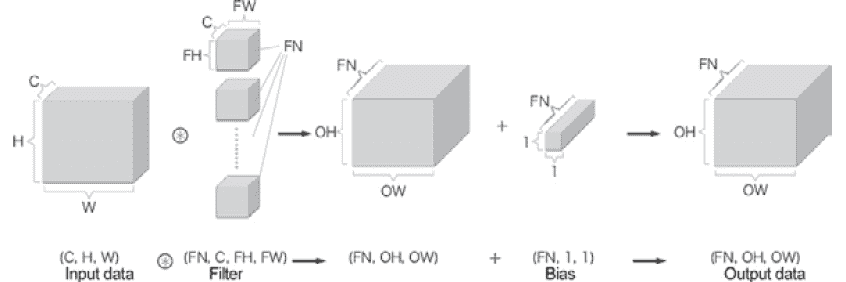 FW
C
FH
FN
C
H
W
⊛
FN
OH
OW
+
FN
1
1
FN
OH
OW
(C, H, W) ⊛ (FN, C, FH, FW) (FN, OH, OW) + (FN, 1, 1) (FN, OH, OW)
Input data Filter Bias Output data